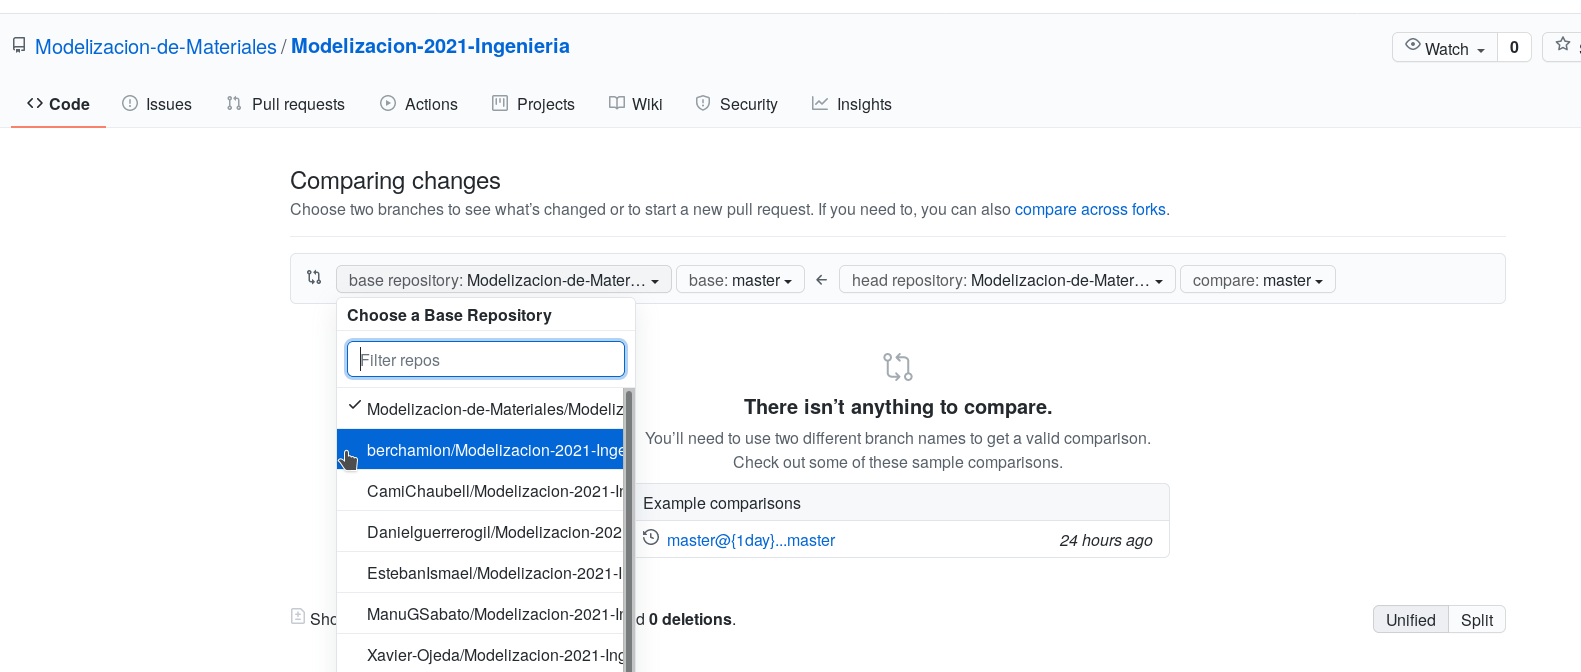 Modelizacion-de-Materiales / Modelizacion-2021-Ingenieria
Watch 0
Code Issues Pull requests Actions Projects Wiki Security Insights
Comparing changes
Choose two branches to see what's changed or to start a new pull request. If you need to, you can also compare across forks.
base repository: Modelizacion-de-Mater... base: master ← head repository: Modelizacion-de-Mater... compare: master
Choose a Base Repository
Filter repos
Modelizacion-de-Materiales/Modeliz
berchamion/Modelizacion-2021-Inge
CamiChaubell/Modelizacion-2021-I
Danielguerrerogil/Modelizacion-202
EstebanIsmael/Modelizacion-2021-I
ManuGSabato/Modelizacion-2021-I
Xavier-Ojeda/Modelizacion-2021-Ing
There isn't anything to compare.
You'll need to use two different branch names to get a valid comparison.
Check out some of these sample comparisons.
Example comparisons
master@{1day}...master 24 hours ago
Sho d 0 deletions.
Unified Split